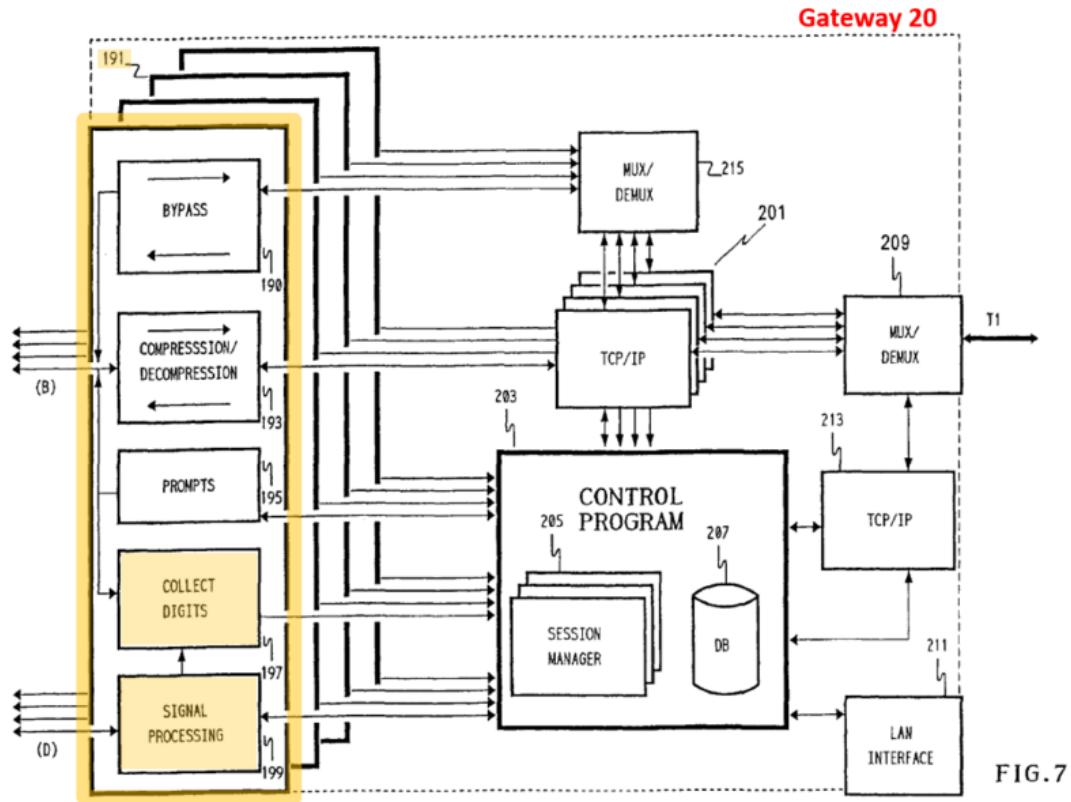 Gateway 20
191
MUX/
DEMUX
215
BYPASS
190
201
209
MUX/
DEMUX
T1
COMPRESSSION/
DECOMPRESSION
193
(B)
TCP/IP
203
213
PROMPTS
195
CONTROL
PROGRAM
TCP/IP
205
207
COLLECT
DIGITS
197
SESSION
MANAGER
DB
211
SIGNAL
PROCESSING
199
(D)
LAN
INTERFACE
FIG.7